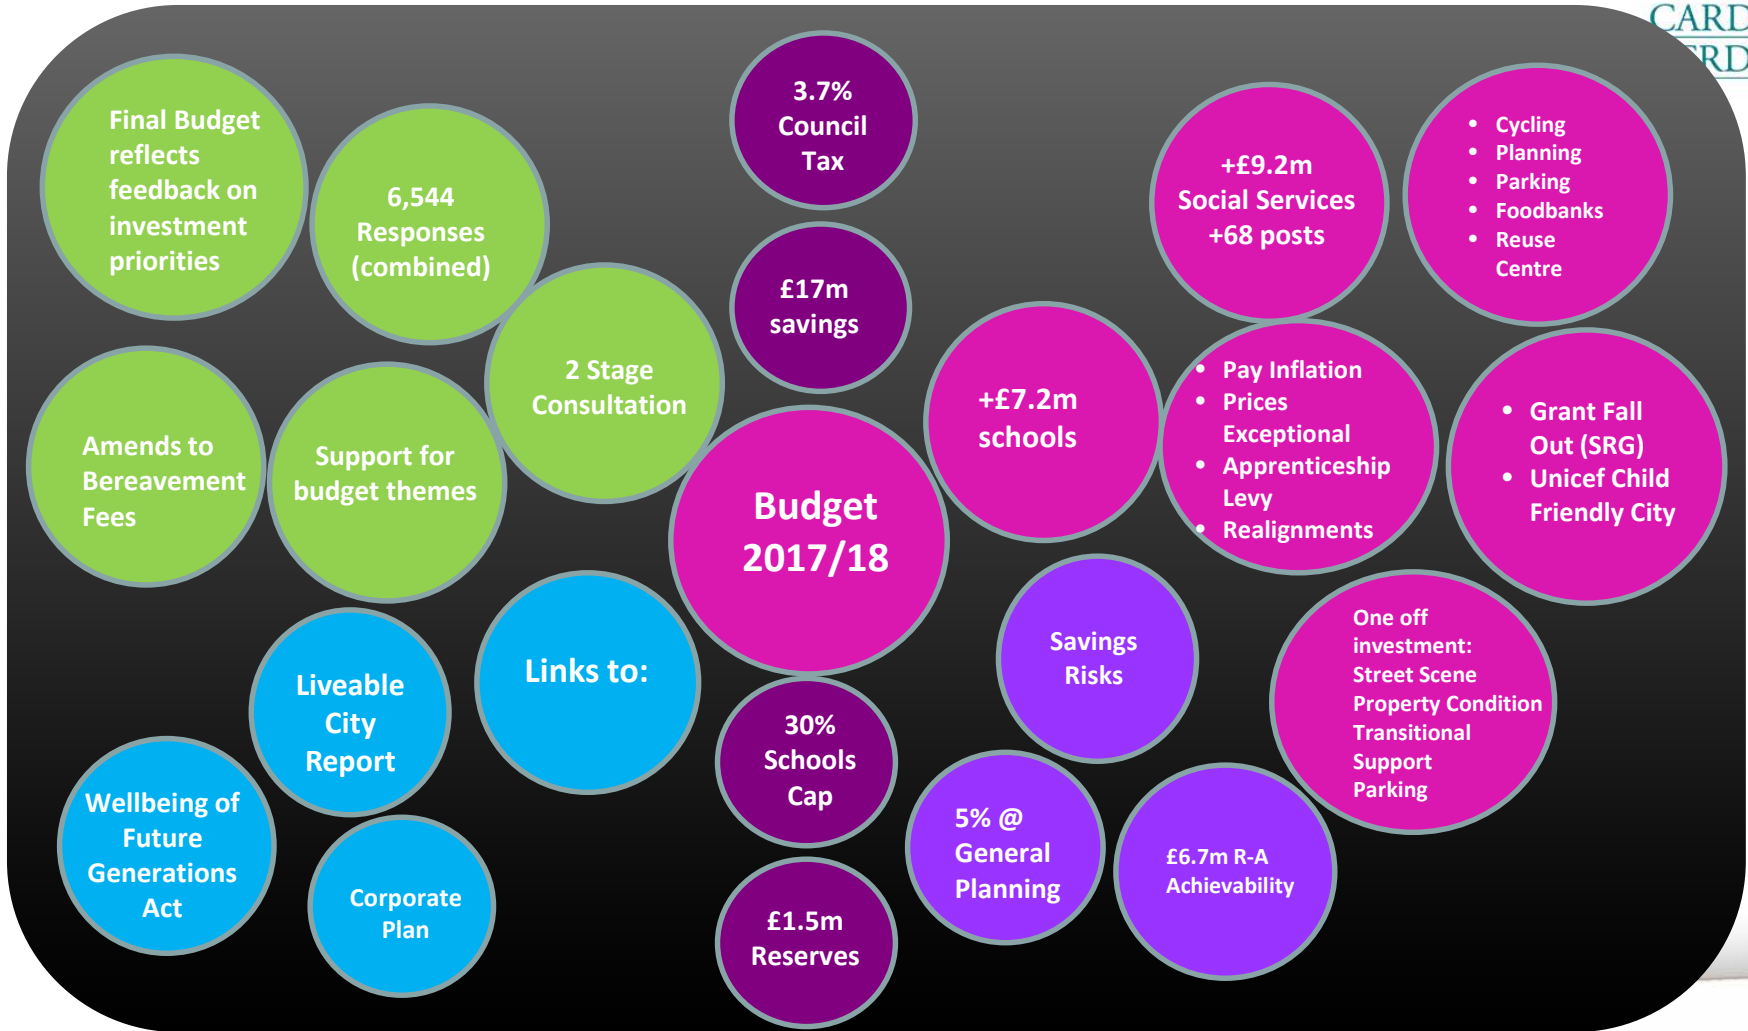 CARD
ERD
Final Budget
reflects
feedback on
investment
priorities
6,544
Responses
(combined)
2 Stage
Consultation
Amends to
Bereavement
Fees
Support for
budget themes
3.7%
Council
Tax
£17m
savings
Budget
2017/18
30%
Schools
Cap
£1.5m
Reserves
+£7.2m
schools
+£9.2m
Social Services
+68 posts
• Cycling
• Planning
• Parking
• Foodbanks
• Reuse
Centre
• Pay Inflation
• Prices
Exceptional
• Apprenticeship
Levy
• Realignments
• Grant Fall
Out (SRG)
• Unicef Child
Friendly City
One off
investment:
Street Scene
Property Condition
Transitional
Support
Parking
Savings
Risks
5% @
General
Planning
£6.7m R-A
Achievability
Links to:
Liveable
City
Report
Wellbeing of
Future
Generations
Act
Corporate
Plan